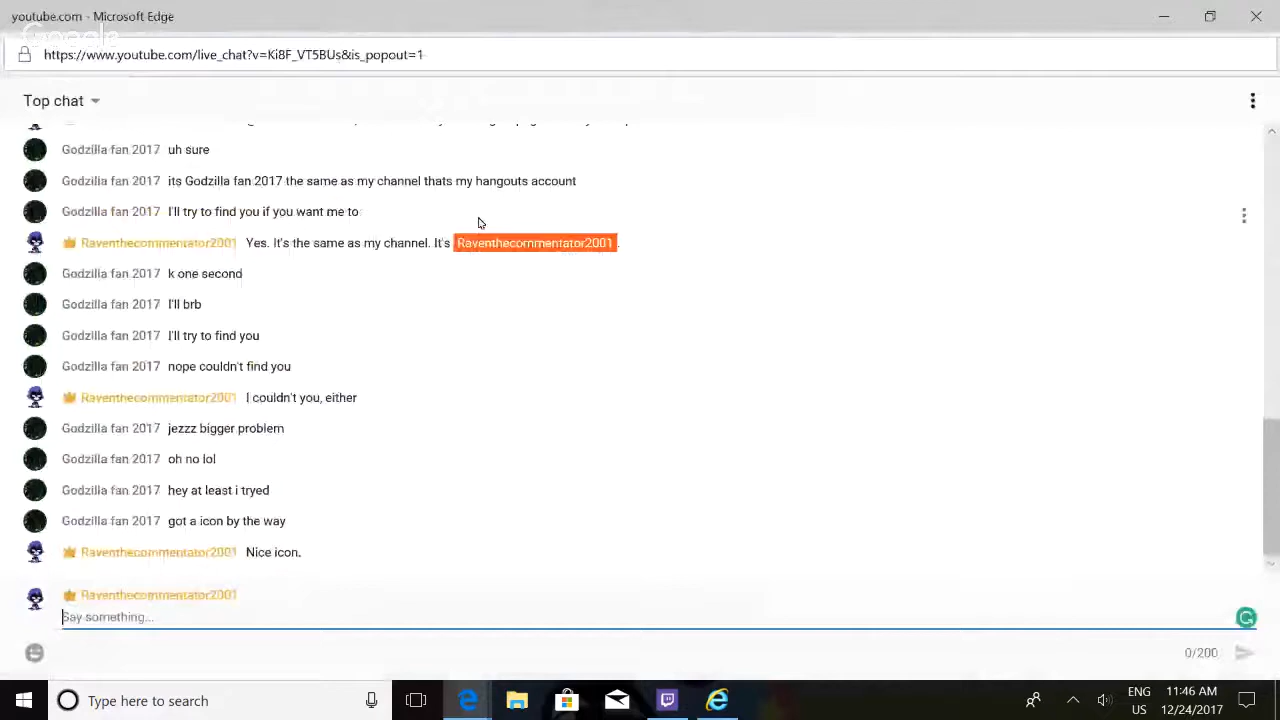 youtube.com - Microsoft Edge
Google
https://www.youtube.com/live_chat?v=Ki8F_VT5BUs&is_popout=1
Top chat
Godzilla fan 2017 uh sure
Godzilla fan 2017 its Godzilla fan 2017 the same as my channel thats my hangouts account
Godzilla fan 2017 I'll try to find you if you want me to
Raventhecommentator2001 Yes. It's the same as my channel. It's Raventhecommentator2001.
Godzilla fan 2017 k one second
Godzilla fan 2017 I'll brb
Godzilla fan 2017 I'll try to find you
Godzilla fan 2017 nope couldn't find you
Raventhecommentator2001 I couldn't you, either
Godzilla fan 2017 jezzz bigger problem
Godzilla fan 2017 oh no lol
Godzilla fan 2017 hey at least i tryed
Godzilla fan 2017 got a icon by the way
Raventhecommentator2001 Nice icon.
Raventhecommentator2001
Say something...
0/200
Type here to search
ENG 11:46 AM
US 12/24/2017